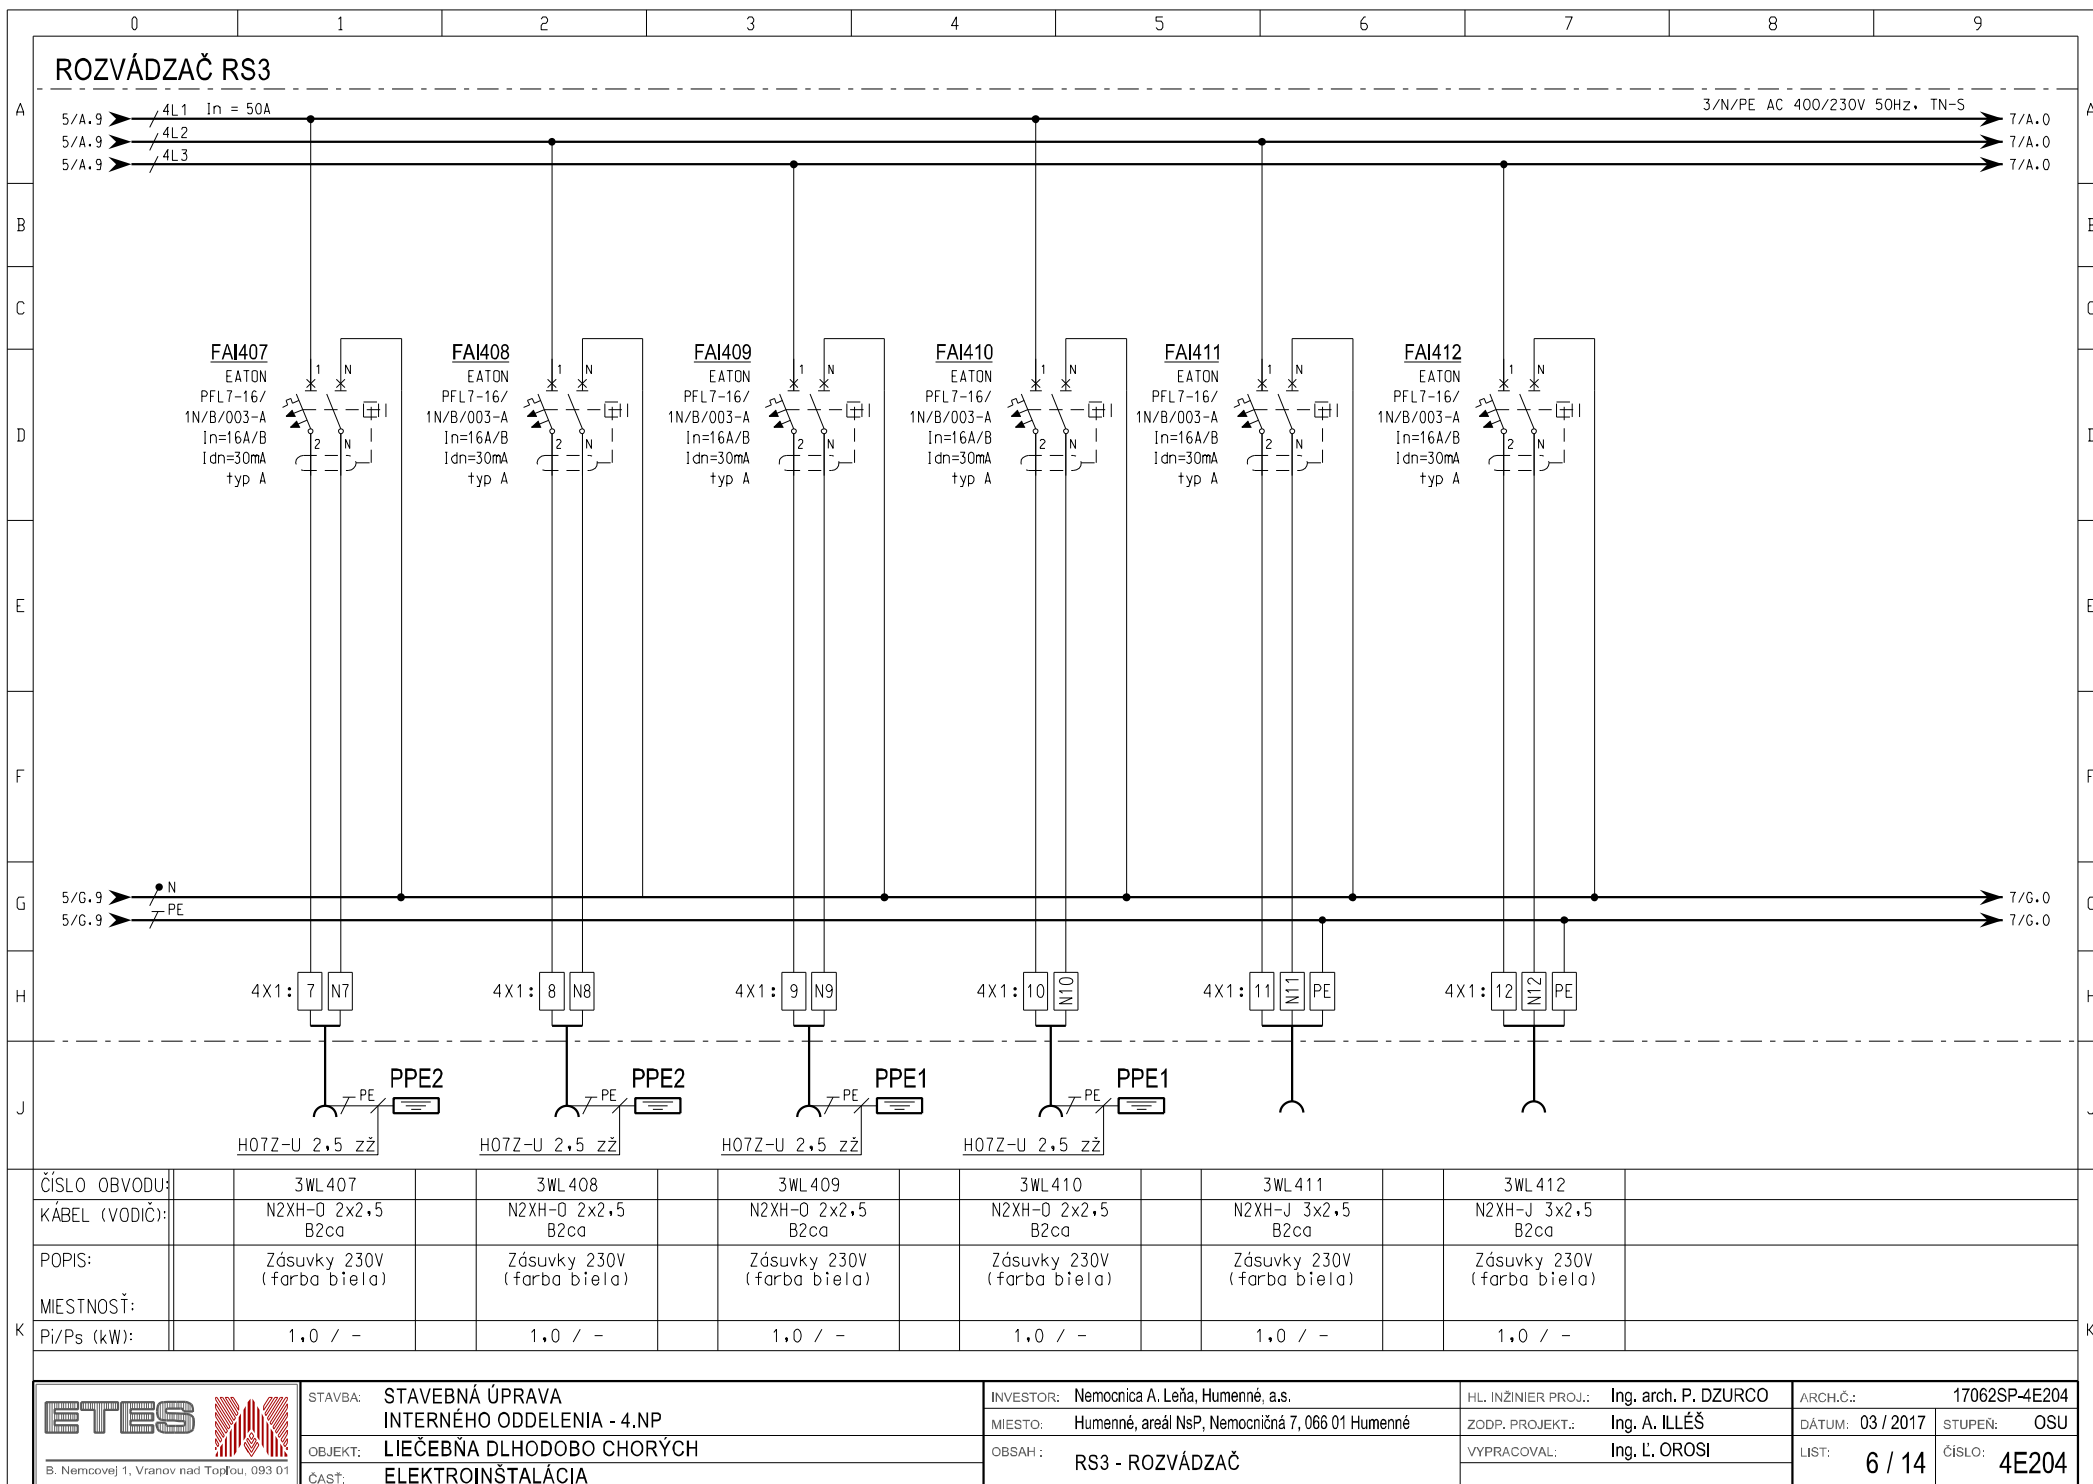 0 1 2 3 4 5 6 7 8 9
ROZVÁDZAČ RS3
A A
5/A.9 4L1 In = 50A 3/N/PE AC 400/230V 50Hz, TN-S 7/A.0
5/A.9 4L2 7/A.0
5/A.9 4L3 7/A.0
B
C
FAI407 FAI408 FAI409 FAI410 FAI411 FAI412
EATON 1 N EATON 1 N EATON 1 N EATON 1 N EATON 1 N EATON 1 N
PFL7-16/ PFL7-16/ PFL7-16/ PFL7-16/ PFL7-16/ PFL7-16/
1N/B/003-A 1N/B/003-A 1N/B/003-A 1N/B/003-A 1N/B/003-A 1N/B/003-A
D In=16A/B 2 N In=16A/B 2 N In=16A/B 2 N In=16A/B 2 N In=16A/B 2 N In=16A/B 2 N
Idn=30mA Idn=30mA Idn=30mA Idn=30mA Idn=30mA Idn=30mA
typ A typ A typ A typ A typ A typ A
E E
F F
N
G 5/G.9 7/G.0
PE
5/G.9 7/G.0
H 4X1: 7 N7 4X1: 8 N8 4X1: 9 N9 4X1: 10 N10 4X1: 11 N11 PE 4X1: 12 N12 PE H
PPE2 PPE2 PPE1 PPE1
J PE PE PE PE
H07Z-U 2,5 zž H07Z-U 2,5 zž H07Z-U 2,5 zž H07Z-U 2,5 zž
ČÍSLO OBVODU: 3WL407 3WL408 3WL409 3WL410 3WL411 3WL412
KÁBEL (VODIČ): N2XH-O 2x2,5 N2XH-O 2x2,5 N2XH-O 2x2,5 N2XH-O 2x2,5 N2XH-J 3x2,5 N2XH-J 3x2,5
B2ca B2ca B2ca B2ca B2ca B2ca
POPIS: Zásuvky 230V Zásuvky 230V Zásuvky 230V Zásuvky 230V Zásuvky 230V Zásuvky 230V
(farba biela) (farba biela) (farba biela) (farba biela) (farba biela) (farba biela)
MIESTNOSŤ:
K Pi/Ps (kW): 1,0 / - 1,0 / - 1,0 / - 1,0 / - 1,0 / - 1,0 / - K
ETES
B. Nemcovej 1, Vranov nad Topľou, 093 01
STAVBA: STAVEBNÁ ÚPRAVA
INTERNÉHO ODDELENIA - 4.NP
OBJEKT: LIEČEBŇA DLHODOBO CHORÝCH
ČASŤ: ELEKTROINŠTALÁCIA
INVESTOR: Nemocnica A. Leňa, Humenné, a.s.
MIESTO: Humenné, areál NsP, Nemocničná 7, 066 01 Humenné
OBSAH: RS3 - ROZVÁDZAČ
HL. INŽINIER PROJ.: Ing. arch. P. DZURCO
ZODP. PROJEKT.: Ing. A. ILLÉŠ
VYPRACOVAL: Ing. Ľ. OROSI
ARCH.Č.: 17062SP-4E204
DÁTUM: 03 / 2017 STUPEŇ: OSU
LIST: 6 / 14 ČÍSLO: 4E204